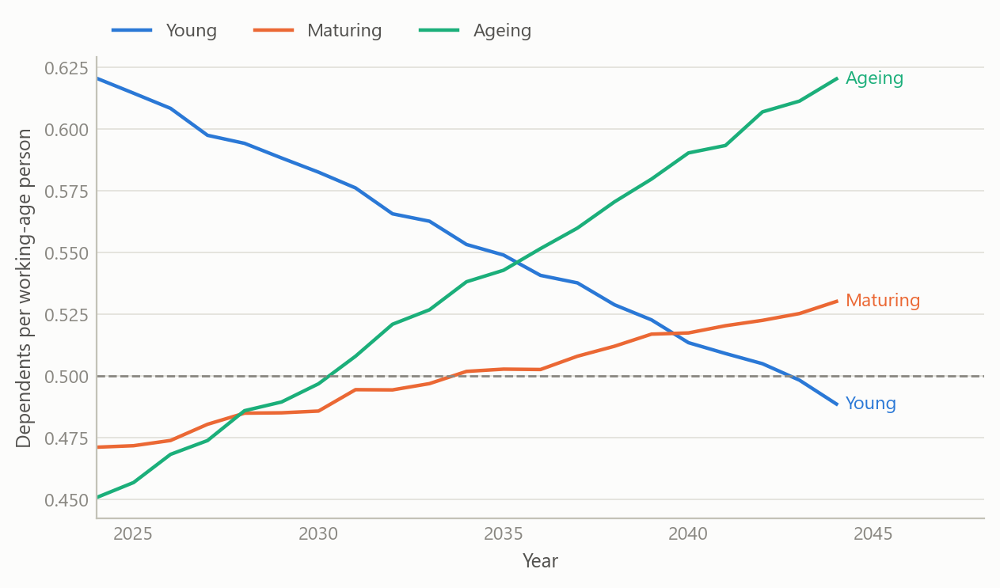 Young Maturing Ageing
0.625
0.600
0.575
0.550
0.525
0.500
0.475
0.450
Dependents per working-age person
Ageing
Maturing
Young
2025 2030 2035 2040 2045
Year